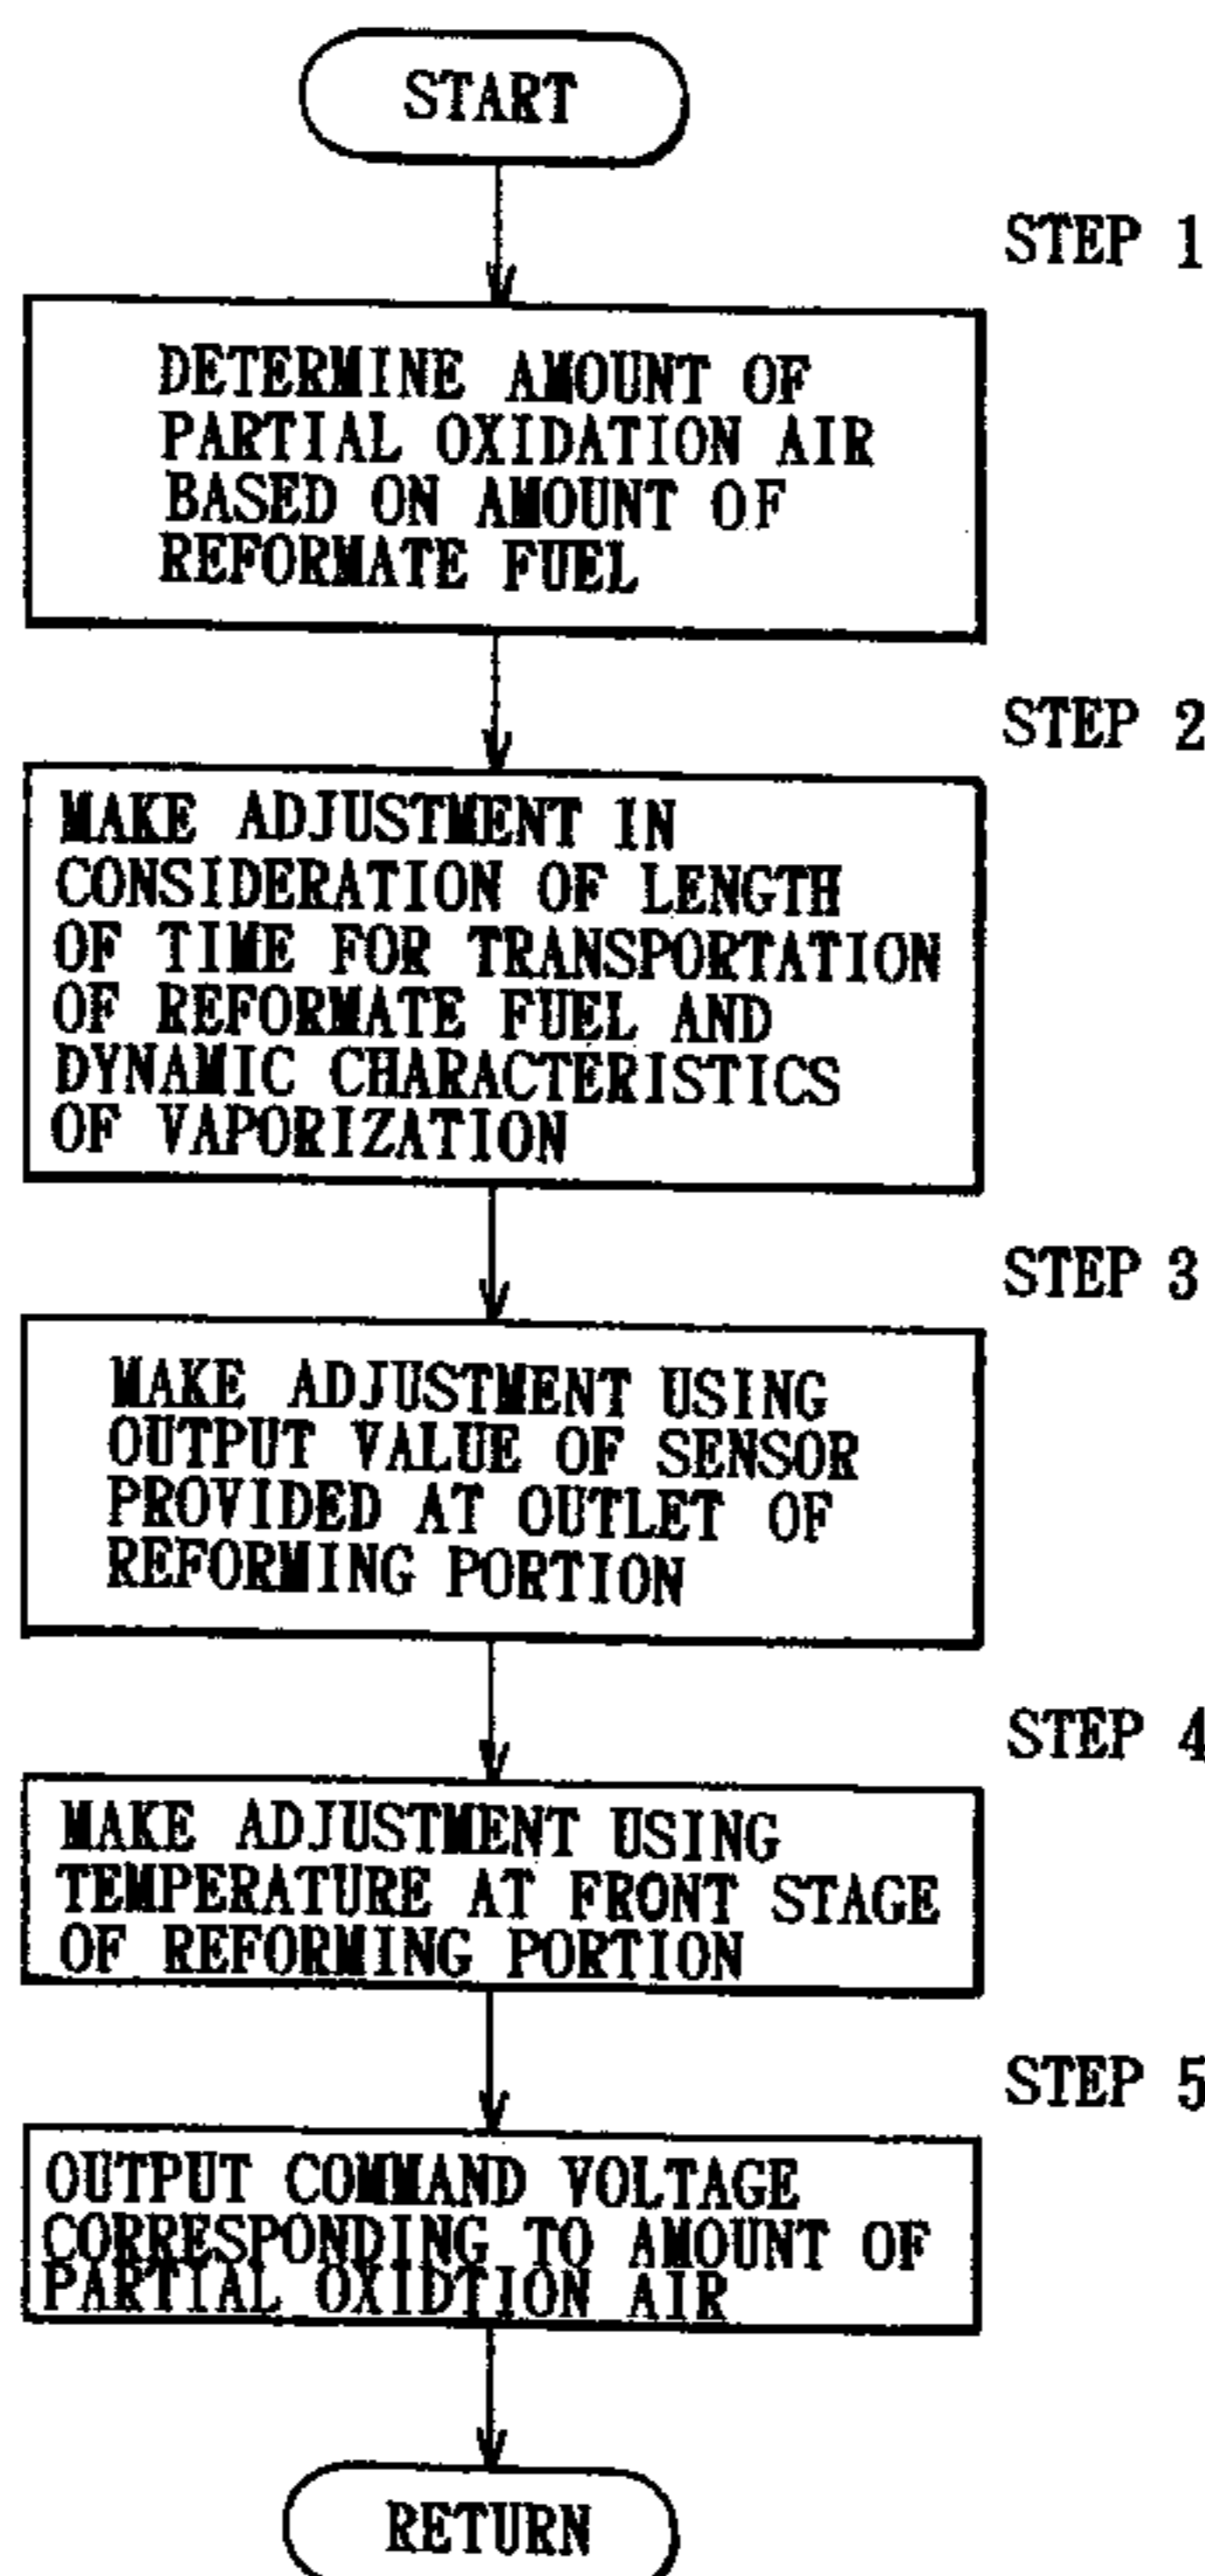 START
STEP 1
DETERMINE AMOUNT OF
PARTIAL OXIDATION AIR
BASED ON AMOUNT OF
REFORMATE FUEL
STEP 2
MAKE ADJUSTMENT IN
CONSIDERATION OF LENGTH
OF TIME FOR TRANSPORTATION
OF REFORMATE FUEL AND
DYNAMIC CHARACTERISTICS
OF VAPORIZATION
STEP 3
MAKE ADJUSTMENT USING
OUTPUT VALUE OF SENSOR
PROVIDED AT OUTLET OF
REFORMING PORTION
STEP 4
MAKE ADJUSTMENT USING
TEMPERATURE AT FRONT STAGE
OF REFORMING PORTION
STEP 5
OUTPUT COMMAND VOLTAGE
CORRESPONDING TO AMOUNT OF
PARTIAL OXIDTION AIR
RETURN